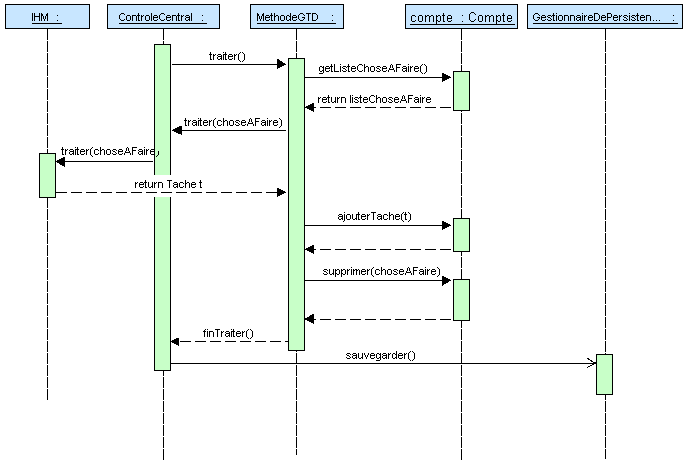 IHM :
ControleCentral :
MethodeGTD :
compte : Compte
GestionnaireDePersisten... :
traiter()
getListeChoseAFaire()
return listeChoseAFaire
traiter(choseAFaire)
traiter(choseAFaire)
return Tache t
ajouterTache(t)
supprimer(choseAFaire)
finTraiter()
sauvegarder()